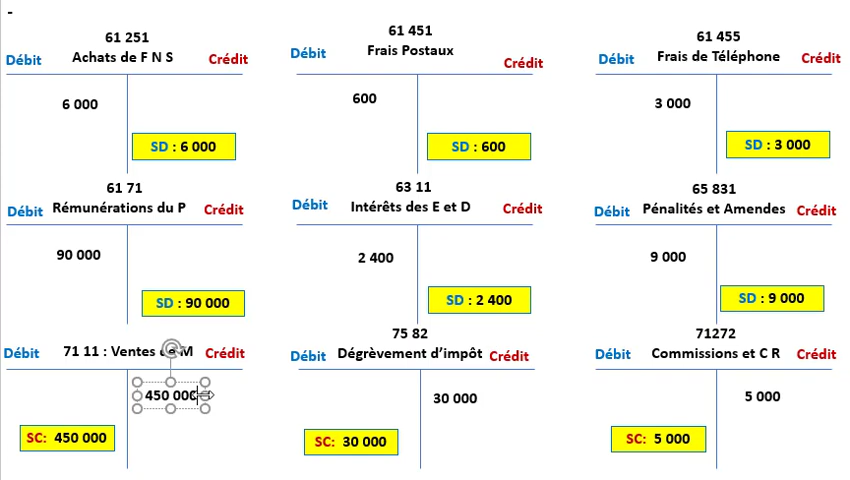 -
61 251
Achats de F N S
Débit
Crédit
6 000
SD : 6 000
61 451
Frais Postaux
Débit
Crédit
600
SD : 600
61 455
Frais de Téléphone
Débit
Crédit
3 000
SD : 3 000
61 71
Rémunérations du P
Débit
Crédit
90 000
SD : 90 000
63 11
Intérêts des E et D
Débit
Crédit
2 400
SD : 2 400
65 831
Pénalités et Amendes
Débit
Crédit
9 000
SD : 9 000
71 11 : Ventes de M
Débit
Crédit
450 000
SC: 450 000
75 82
Dégrèvement d’impôt
Débit
Crédit
30 000
SC: 30 000
71272
Commissions et C R
Débit
Crédit
5 000
SC: 5 000